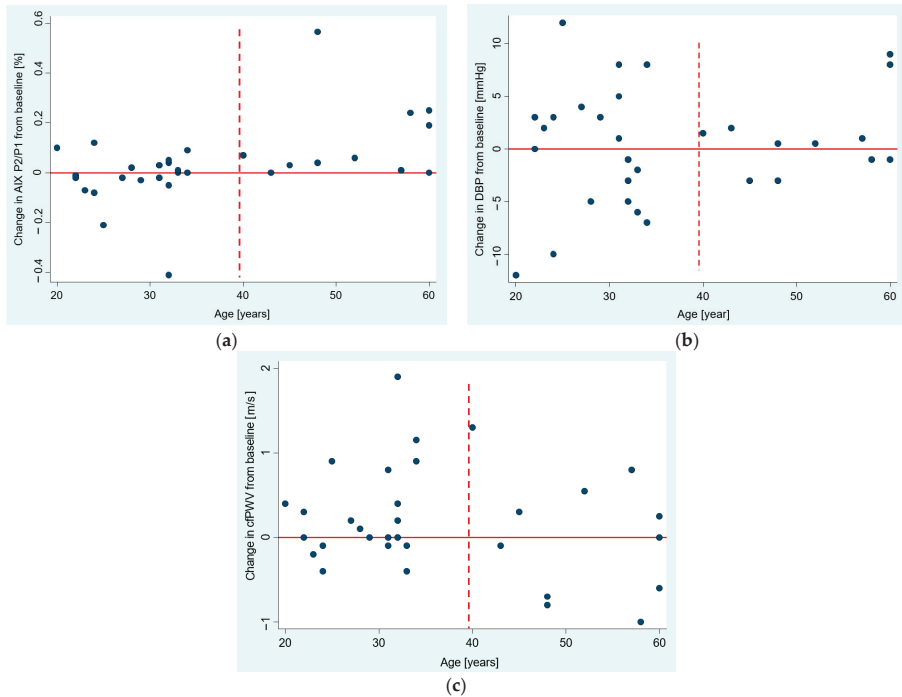 Change in AIX P2/P1 from baseline [%]
0.6
0.4
0.2
0
− 0.2
− 0.4
20 30 40 50 60
Age [years]
(a)
Change in DBP from baseline [mmHg]
10
5
0
− 5
− 10
20 30 40 50 60
Age [year]
(b)
Change in cfPWV from baseline [m/s]
2
1
0
−1
20 30 40 50 60
Age [years]
(c)